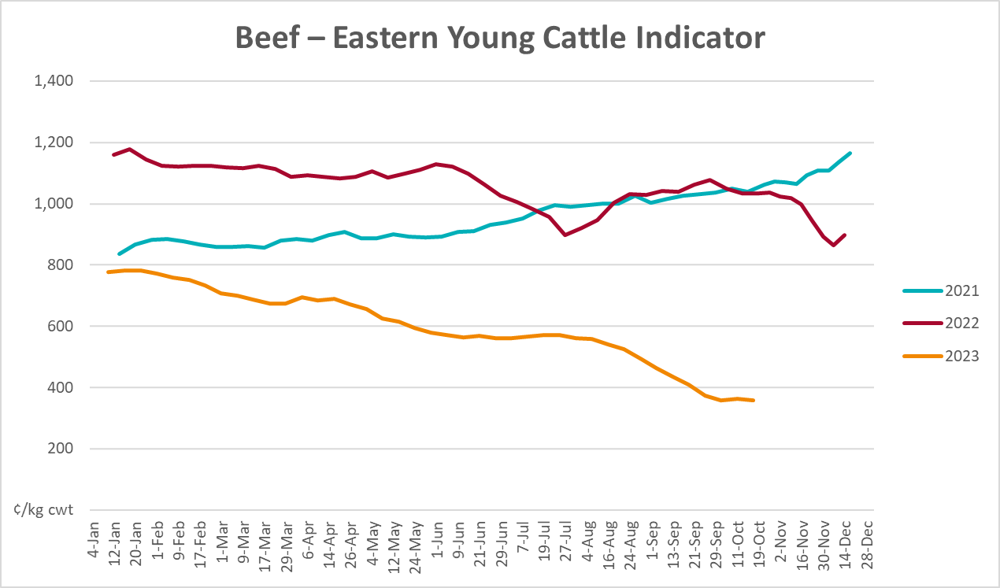 Beef – Eastern Young Cattle Indicator
1,400
1,200
1,000
800
600
400
200
¢/kg cwt
4-Jan
12-Jan
20-Jan
1-Feb
9-Feb
17-Feb
1-Mar
9-Mar
17-Mar
29-Mar
6-Apr
14-Apr
26-Apr
4-May
12-May
24-May
1-Jun
9-Jun
21-Jun
29-Jun
7-Jul
19-Jul
27-Jul
4-Aug
16-Aug
24-Aug
1-Sep
13-Sep
21-Sep
29-Sep
11-Oct
19-Oct
2-Nov
16-Nov
30-Nov
14-Dec
28-Dec
2021
2022
2023